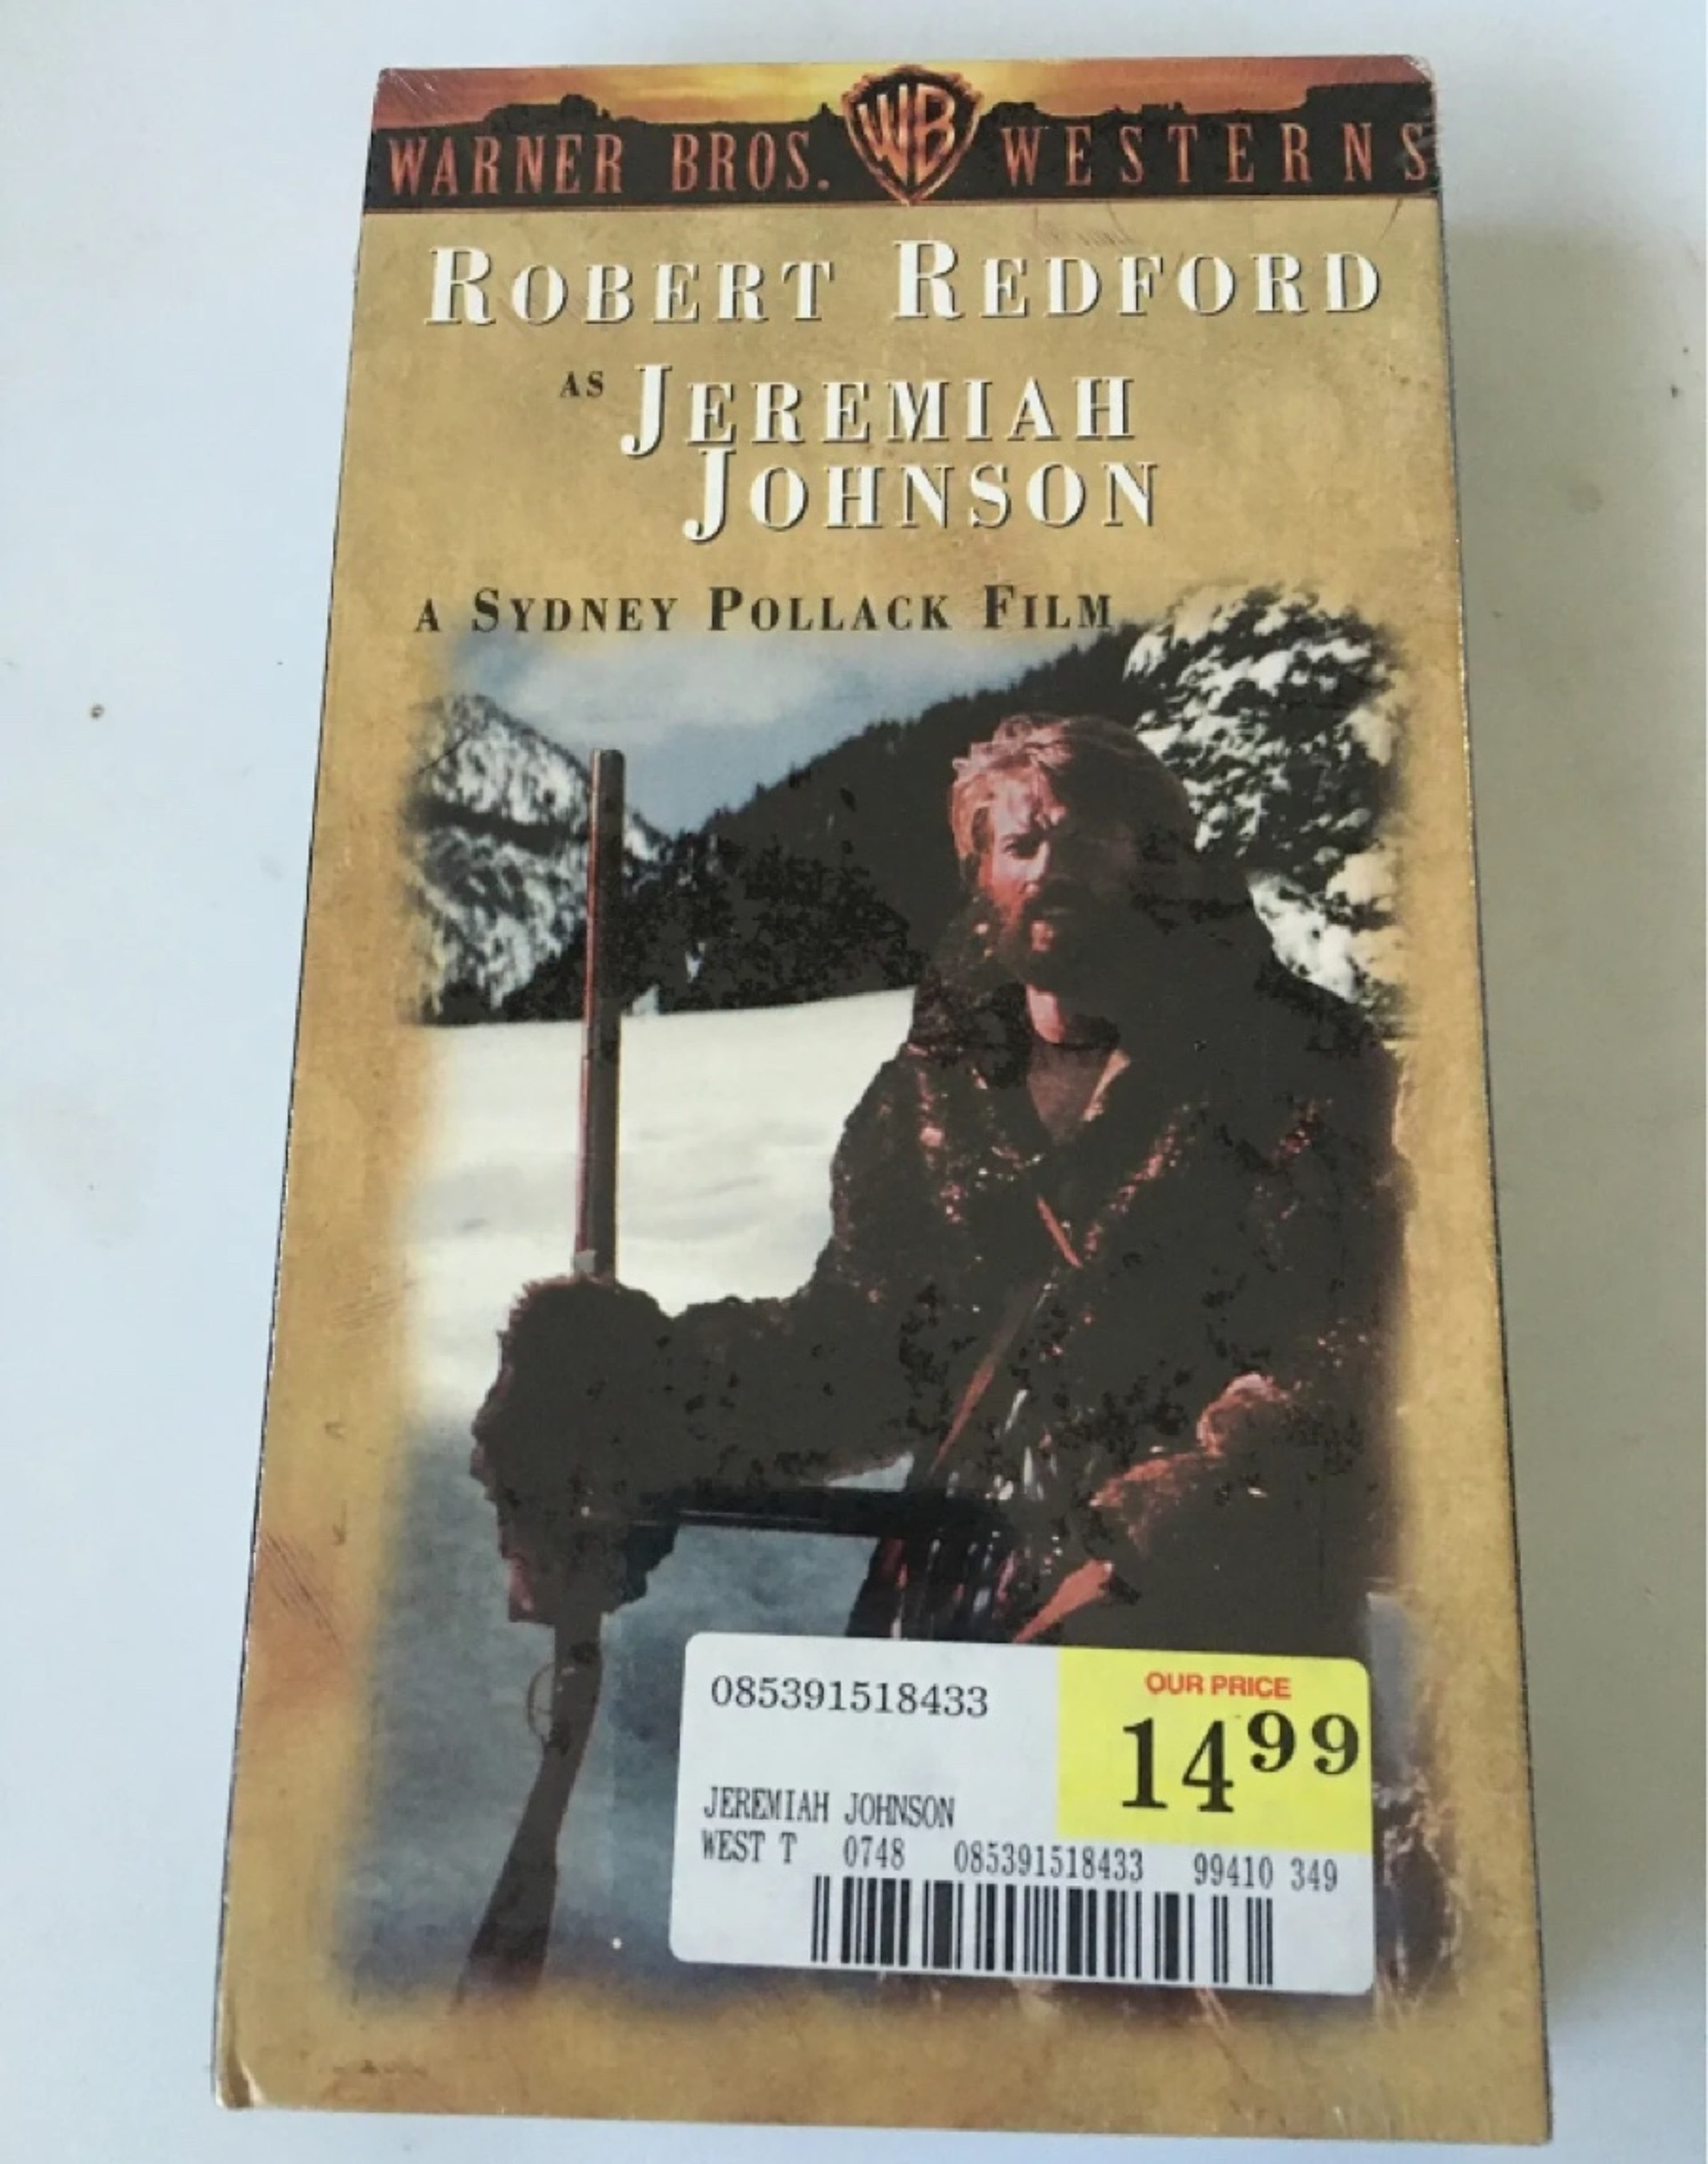 WARNER BROS. WB WESTERNS
ROBERT REDFORD
AS JEREMIAH
JOHNSON
A SYDNEY POLLACK FILM
085391518433
OUR PRICE
14 99
JEREMIAH JOHNSON
WEST T 0748 085391518433 99410 349